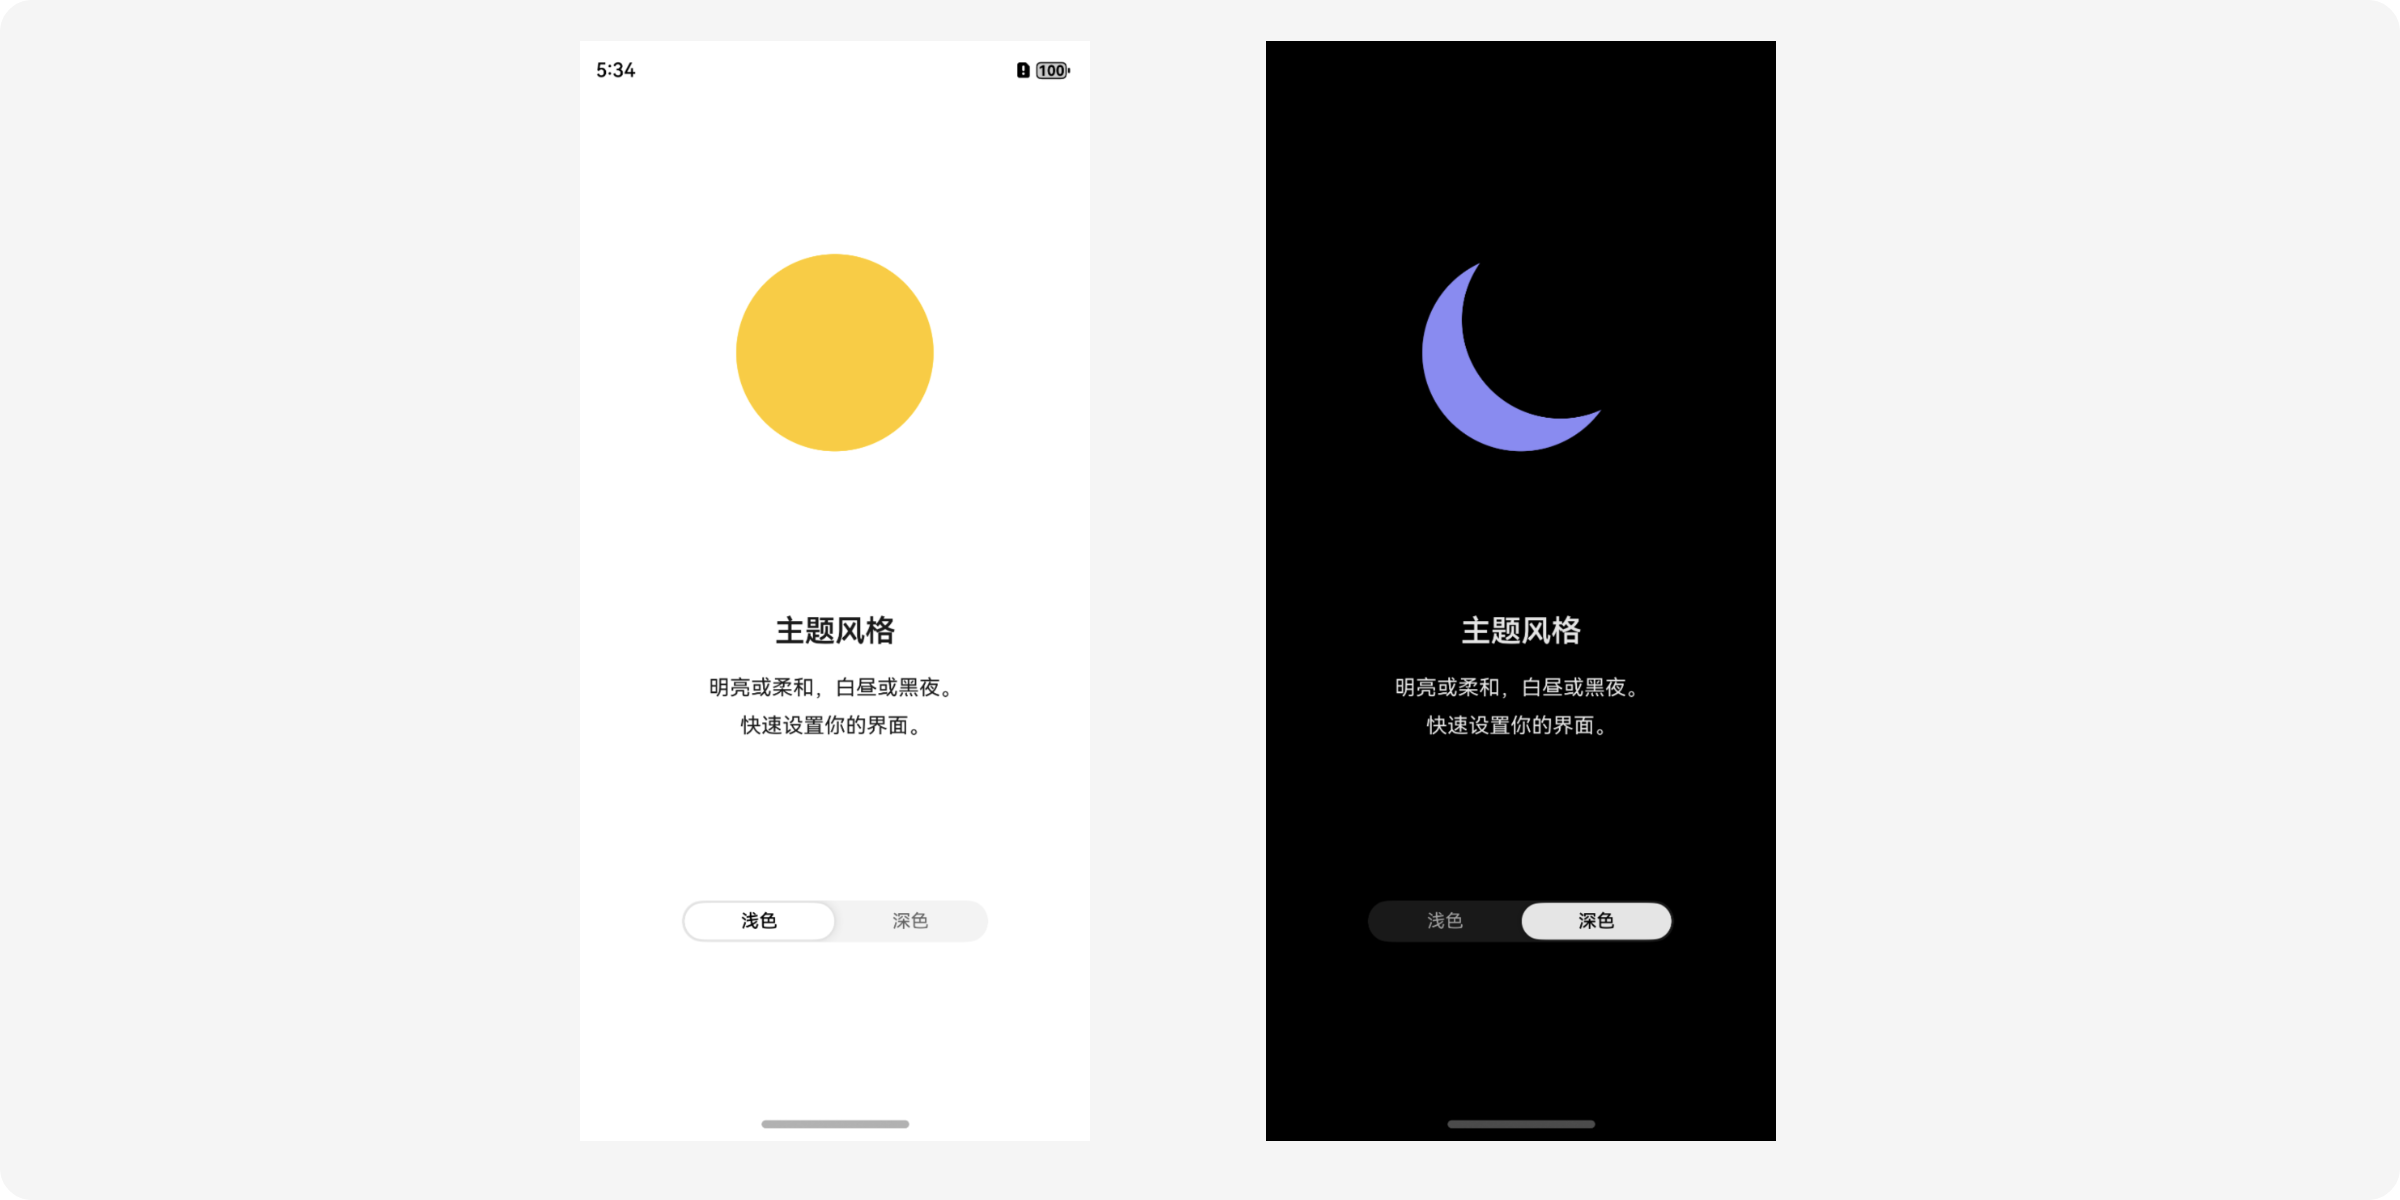 5:34
100
主题风格
明亮或柔和，白昼或黑夜。
快速设置你的界面。
浅色
深色
主题风格
明亮或柔和，白昼或黑夜。
快速设置你的界面。
浅色
深色